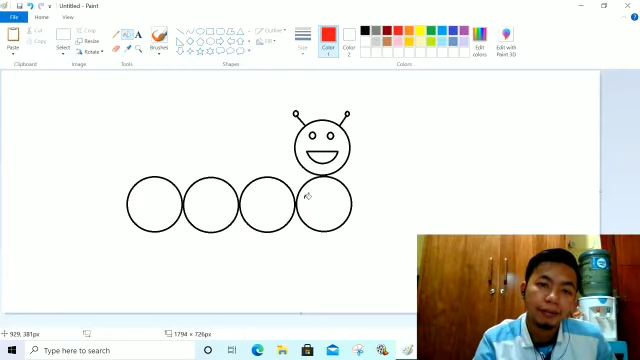 Untitled - Paint
File Home View
Paste
Cut
Copy
Clipboard
Select
Crop
Resize
Rotate
Image
Tools
Brushes
Shapes
Outline
Fill
Size
Color 1
Color 2
Edit colors
Edit with Paint 3D
Colors
929, 381px
1794 × 726px
Type here to search